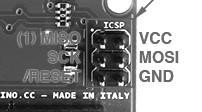 ICSP
(1) MISO VCC
SCK MOSI
/RESET GND
INO.CC - MADE IN ITALY